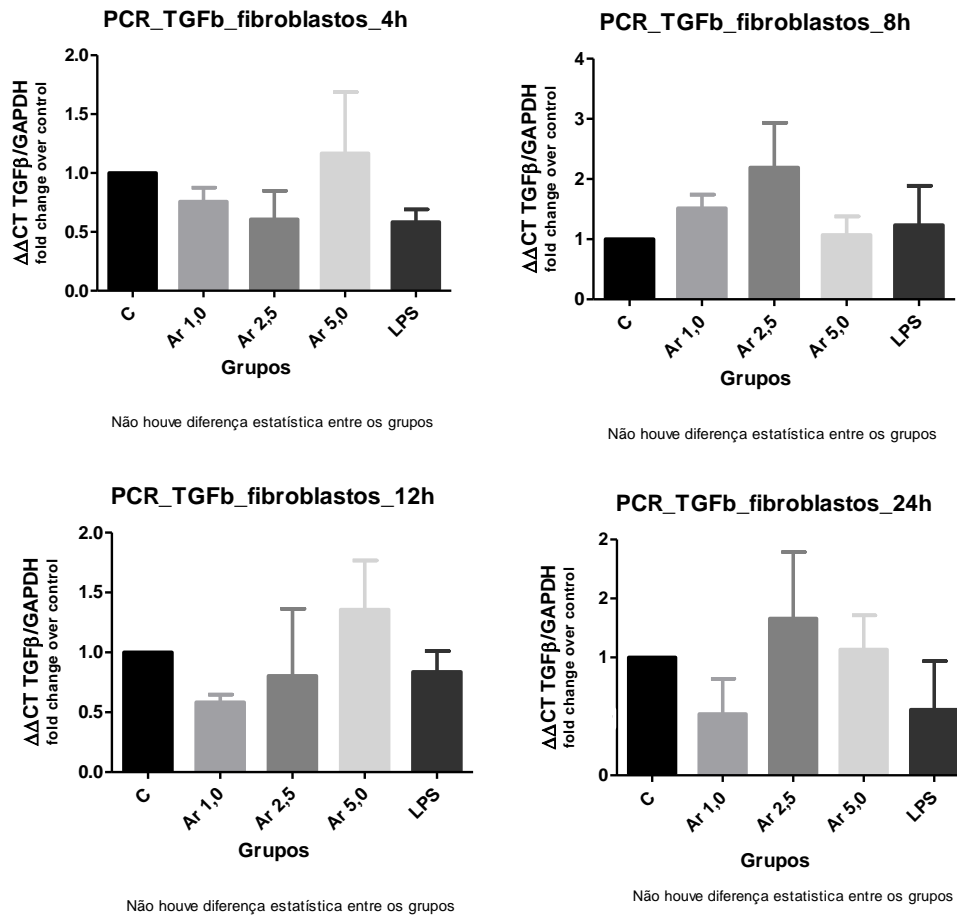 PCR_TGFb_fibroblastos_4h
2.0
1.5
1.0
0.5
0.0
ΔΔCT TGFβ/GAPDH
fold change over control
C
Ar 1,0
Ar 2,5
Ar 5,0
LPS
Grupos
Não houve diferença estatística entre os grupos
PCR_TGFb_fibroblastos_8h
4
3
2
1
0
ΔΔCT TGFβ/GAPDH
fold change over control
C
Ar 1,0
Ar 2,5
Ar 5,0
LPS
Grupos
Não houve diferença estatística entre os grupos
PCR_TGFb_fibroblastos_12h
2.0
1.5
1.0
0.5
0.0
ΔΔCT TGFβ/GAPDH
fold change over control
C
Ar 1,0
Ar 2,5
Ar 5,0
LPS
Grupos
Não houve diferença estatística entre os grupos
PCR_TGFb_fibroblastos_24h
2
2
1
0
ΔΔCT TGFβ/GAPDH
fold change over control
C
Ar 1,0
Ar 2,5
Ar 5,0
LPS
Grupos
Não houve diferença estatistica entre os grupos